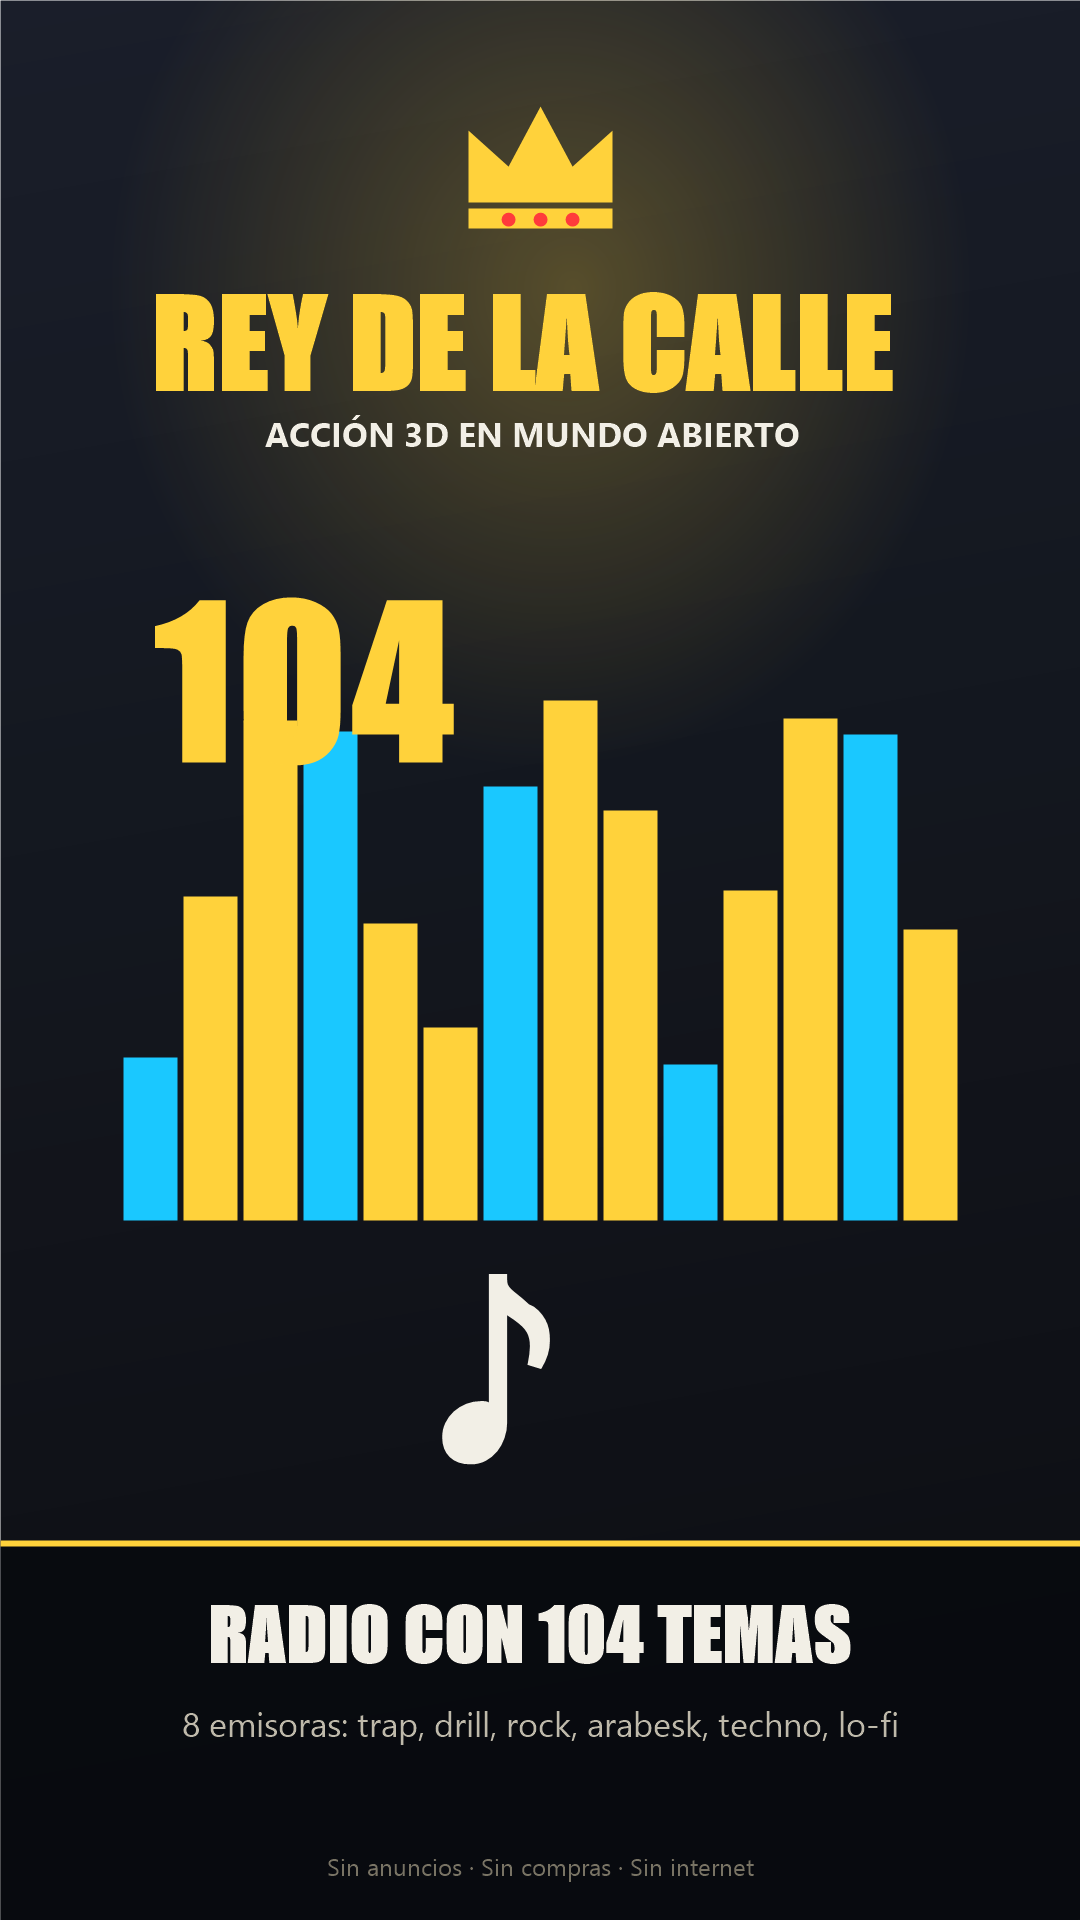 REY DE LA CALLE
ACCIÓN 3D EN MUNDO ABIERTO
104
RADIO CON 104 TEMAS
8 emisoras: trap, drill, rock, arabesk, techno, lo-fi
Sin anuncios · Sin compras · Sin internet